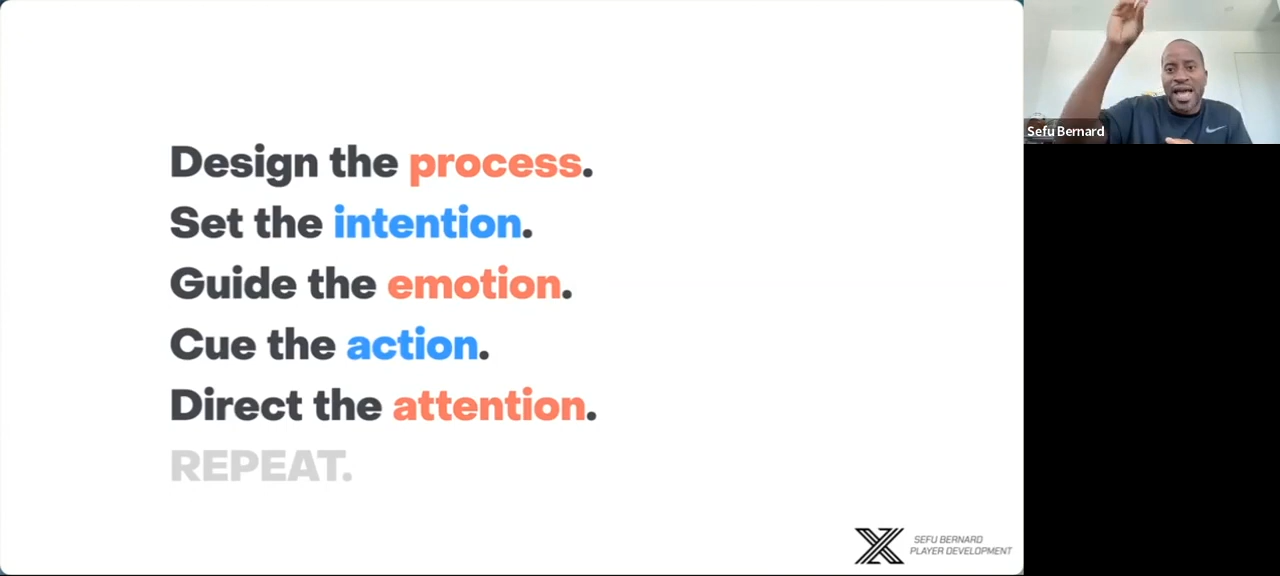 Design the process.
Set the intention.
Guide the emotion.
Cue the action.
Direct the attention.
REPEAT.
SEFU BERNARD
PLAYER DEVELOPMENT
Sefu Bernard